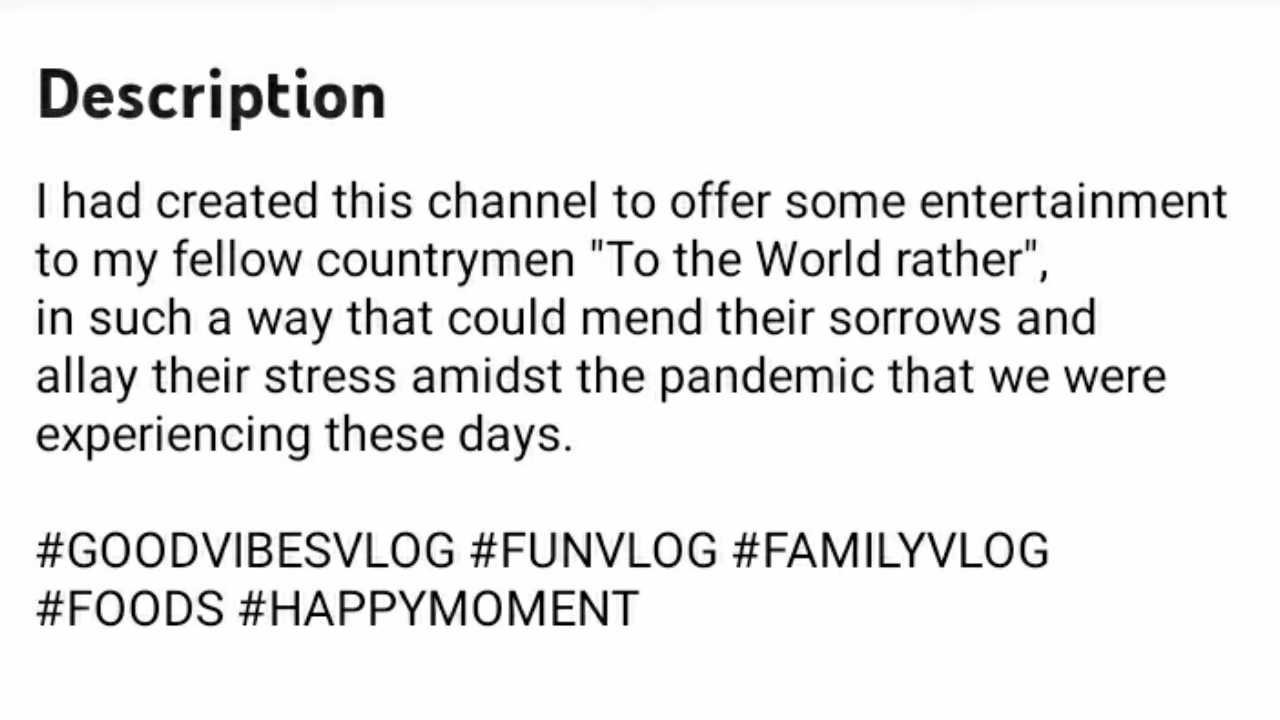 Description
I had created this channel to offer some entertainment
to my fellow countrymen "To the World rather",
in such a way that could mend their sorrows and
allay their stress amidst the pandemic that we were
experiencing these days.
#GOODVIBESVLOG #FUNVLOG #FAMILYVLOG
#FOODS #HAPPYMOMENT